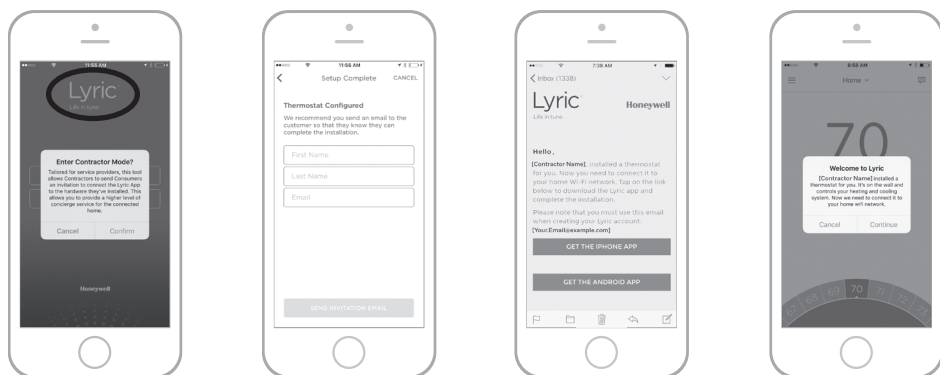 11:55 AM
Lyric
Life in tune.
Enter Contractor Mode?
Tailored for service providers, this tool
allows Contractors to send Consumers
an invitation to connect the Lyric App
to the hardware they've installed. This
allows you to provide a higher level of
concierge service for the connected
home.
Cancel Confirm
Honeywell
11:56 AM
Setup Complete CANCEL
Thermostat Configured
We recommend you send an email to the
customer so that they know they can
complete the installation.
First Name
Last Name
Email
SEND INVITATION EMAIL
7:38 AM
Inbox (1338)
Lyric Honeywell
Life in tune.
Hello,
[Contractor Name], installed a thermostat
for you. Now you need to connect it to
your home Wi-Fi network. Tap on the link
below to download the Lyric app and
complete the installation.
Please note that you must use this email
when creating your Lyric account:
[Your.Email@example.com]
GET THE IPHONE APP
GET THE ANDROID APP
8:55 AM
Home
70
Welcome to Lyric
[Contractor Name] installed a
thermostat for you. It's on the wall and
controls your heating and cooling
system. Now we need to connect it to
your home wifi network.
Cancel Continue
67 68 69 70 71 72